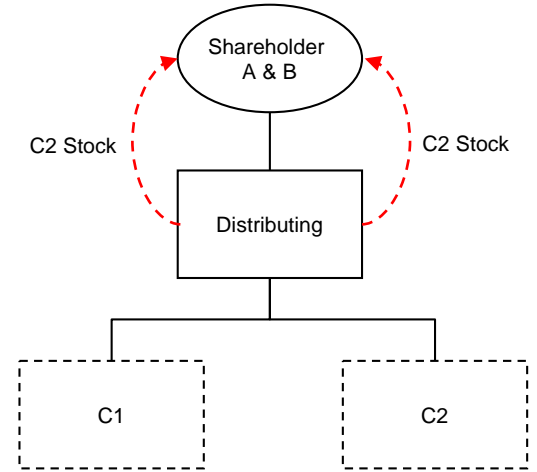 Shareholder
A & B
C2 Stock
C2 Stock
Distributing
C1
C2